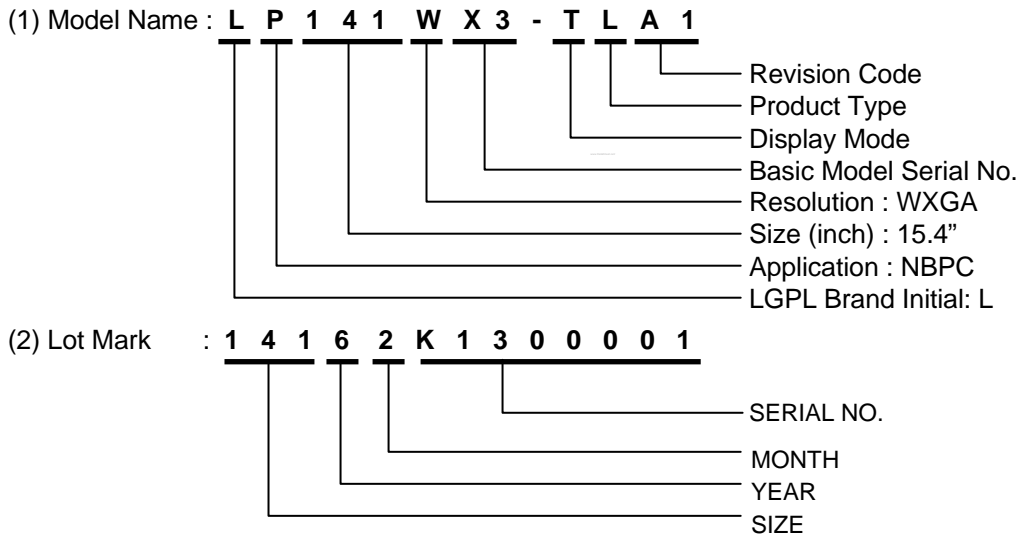 (1) Model Name : L P 1 4 1 W X 3 - T L A 1
Revision Code
Product Type
Display Mode
Basic Model Serial No.
Resolution : WXGA
Size (inch) : 15.4”
Application : NBPC
LGPL Brand Initial: L
(2) Lot Mark : 1 4 1 6 2 K 1 3 0 0 0 0 1
SERIAL NO.
MONTH
YEAR
SIZE